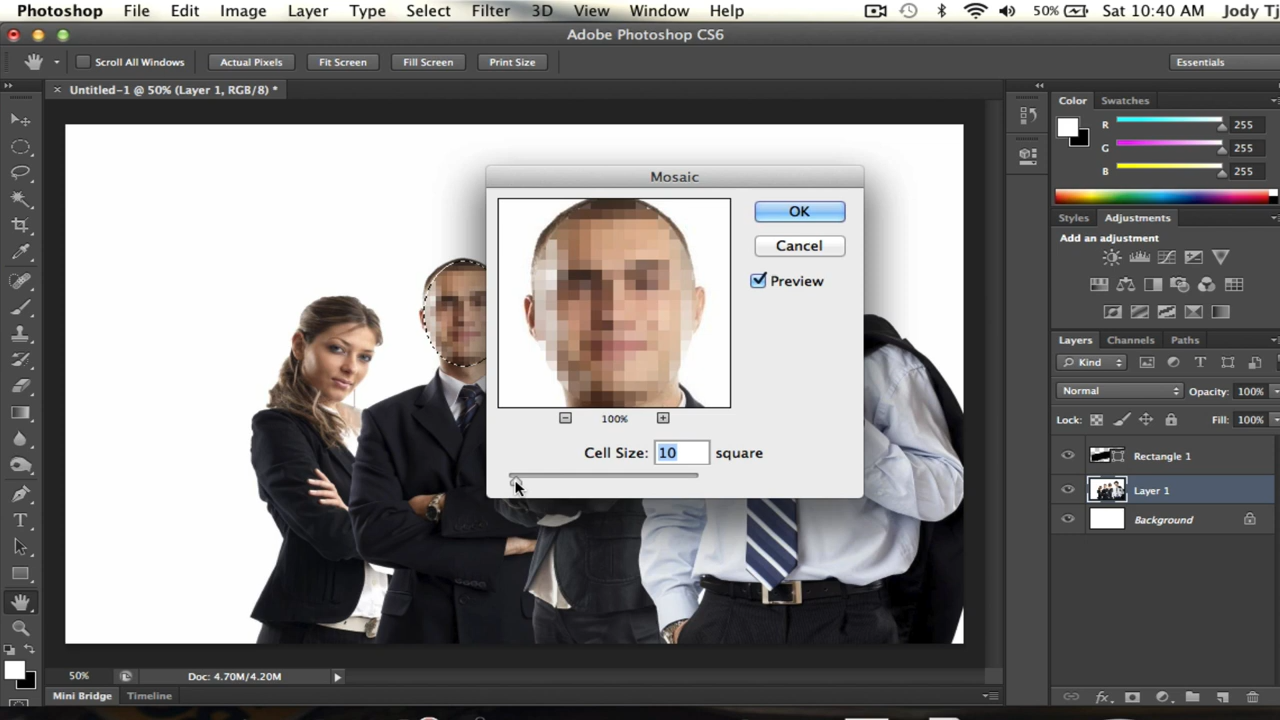 Photoshop File Edit Image Layer Type Select Filter 3D View Window Help 50% Sat 10:40 AM Jody Tj
Adobe Photoshop CS6
Scroll All Windows Actual Pixels Fit Screen Fill Screen Print Size Essentials
× Untitled-1 @ 50% (Layer 1, RGB/8) *
Color Swatches
R 255
G 255
B 255
Mosaic
OK
Cancel
Preview
100%
Cell Size: 10 square
Styles Adjustments
Add an adjustment
Layers Channels Paths
Kind
Normal Opacity: 100%
Lock: Fill: 100%
Rectangle 1
Layer 1
Background
50% Doc: 4.70M/4.20M
Mini Bridge Timeline